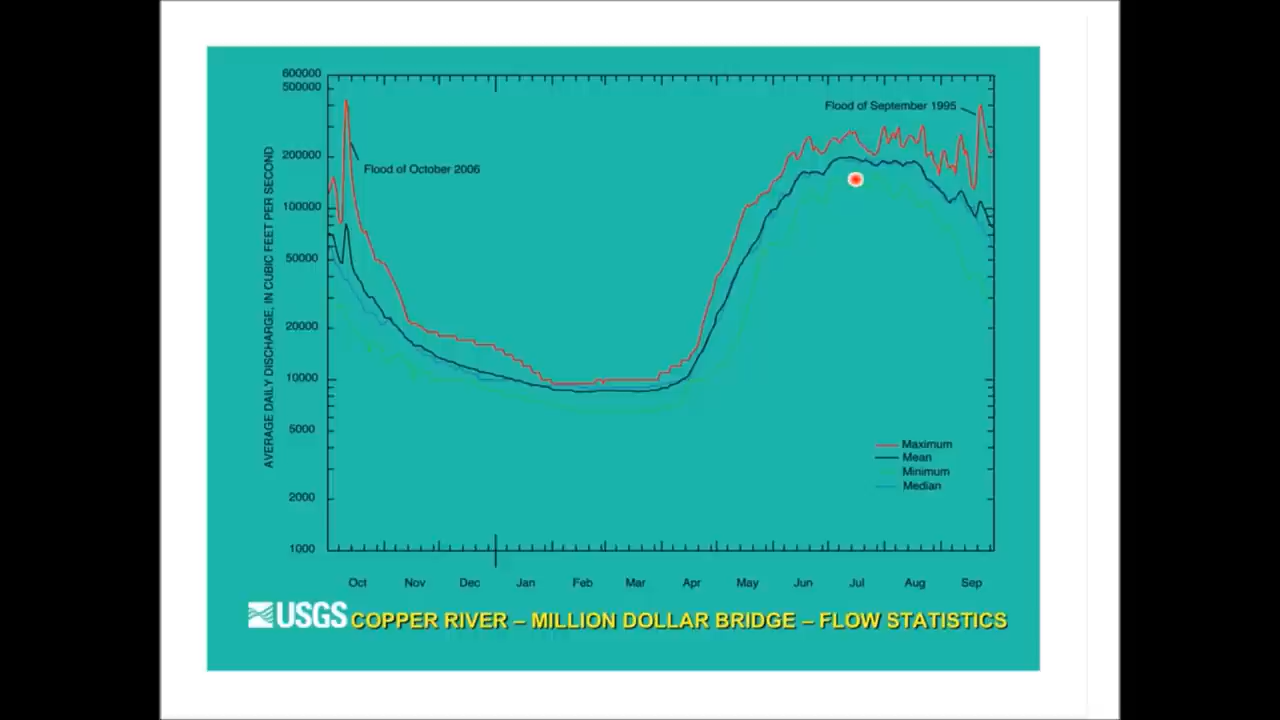 600000
500000
Flood of September 1995
200000
Flood of October 2006
100000
50000
20000
10000
5000
2000
1000
AVERAGE DAILY DISCHARGE, IN CUBIC FEET PER SECOND
Maximum
Mean
Minimum
Median
Oct Nov Dec Jan Feb Mar Apr May Jun Jul Aug Sep
USGS COPPER RIVER – MILLION DOLLAR BRIDGE – FLOW STATISTICS